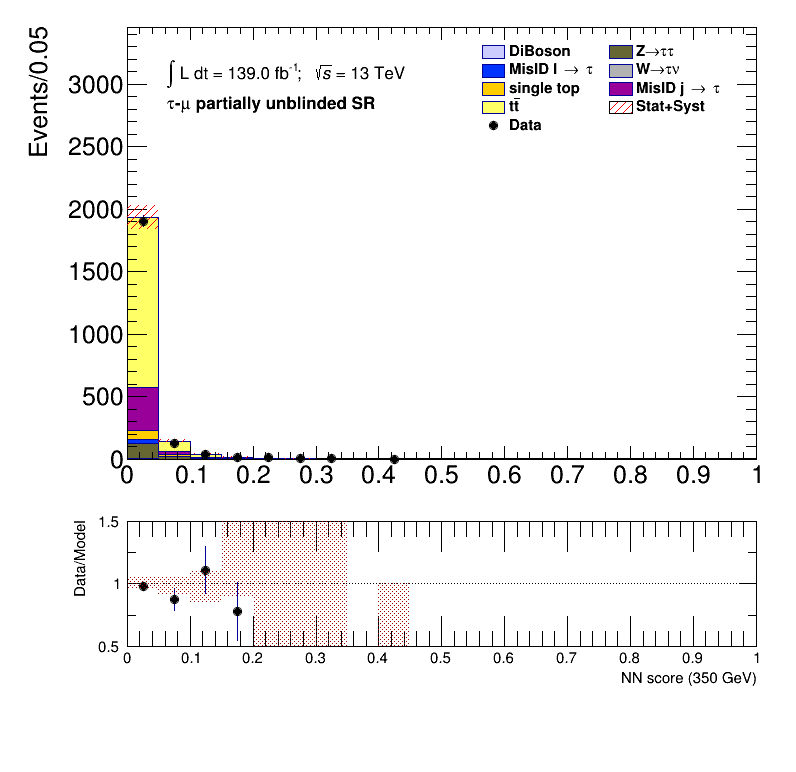 Events/0.05
3000
2500
2000
1500
1000
500
0
∫ L dt = 139.0 fb⁻¹; √s = 13 TeV
τ-μ partially unblinded SR
DiBoson
MisID l → τ
single top
tt̄
Data
Z→ττ
W→τν
MisID j → τ
Stat+Syst
0 0.1 0.2 0.3 0.4 0.5 0.6 0.7 0.8 0.9 1
Data/Model
1.5
1
0.5
0 0.1 0.2 0.3 0.4 0.5 0.6 0.7 0.8 0.9 1
NN score (350 GeV)